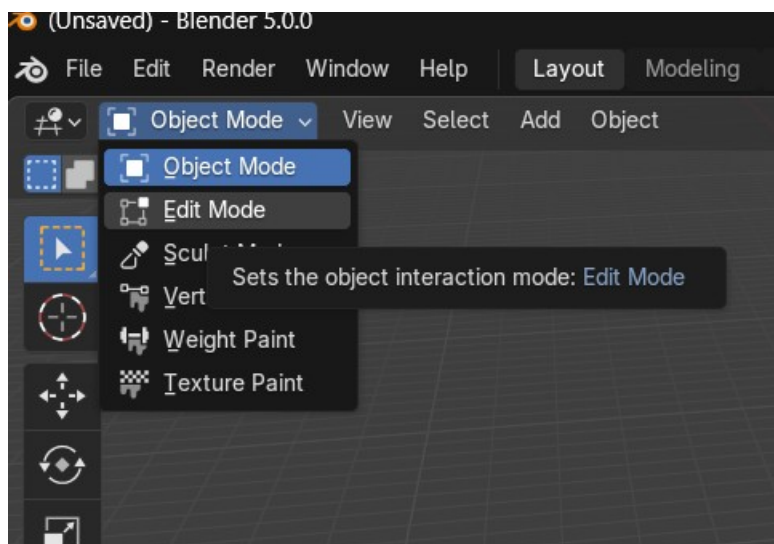 (Unsaved) - Blender 5.0.0
File Edit Render Window Help Layout Modeling
Object Mode View Select Add Object
Object Mode
Edit Mode
Sets the object interaction mode: Edit Mode
Weight Paint
Texture Paint